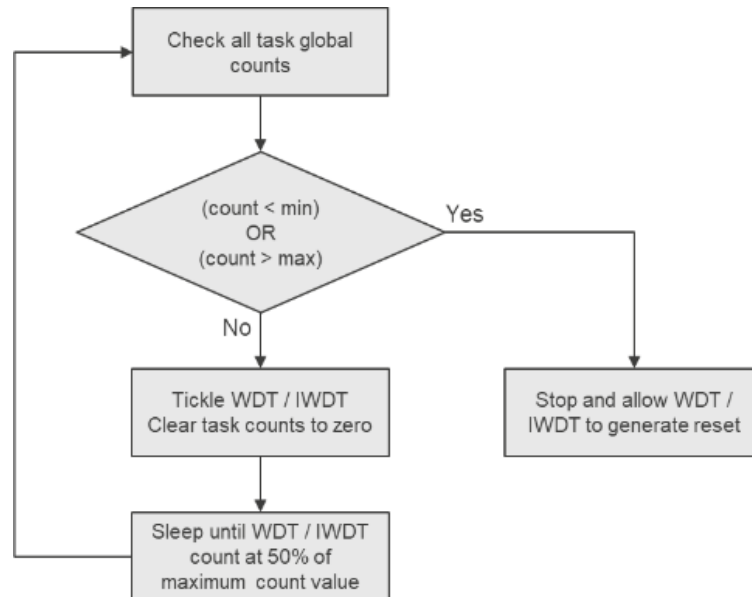 Check all task global
counts
(count < min)
OR
(count > max)
Yes
No
Tickle WDT / IWDT
Clear task counts to zero
Stop and allow WDT /
IWDT to generate reset
Sleep until WDT / IWDT
count at 50% of
maximum count value